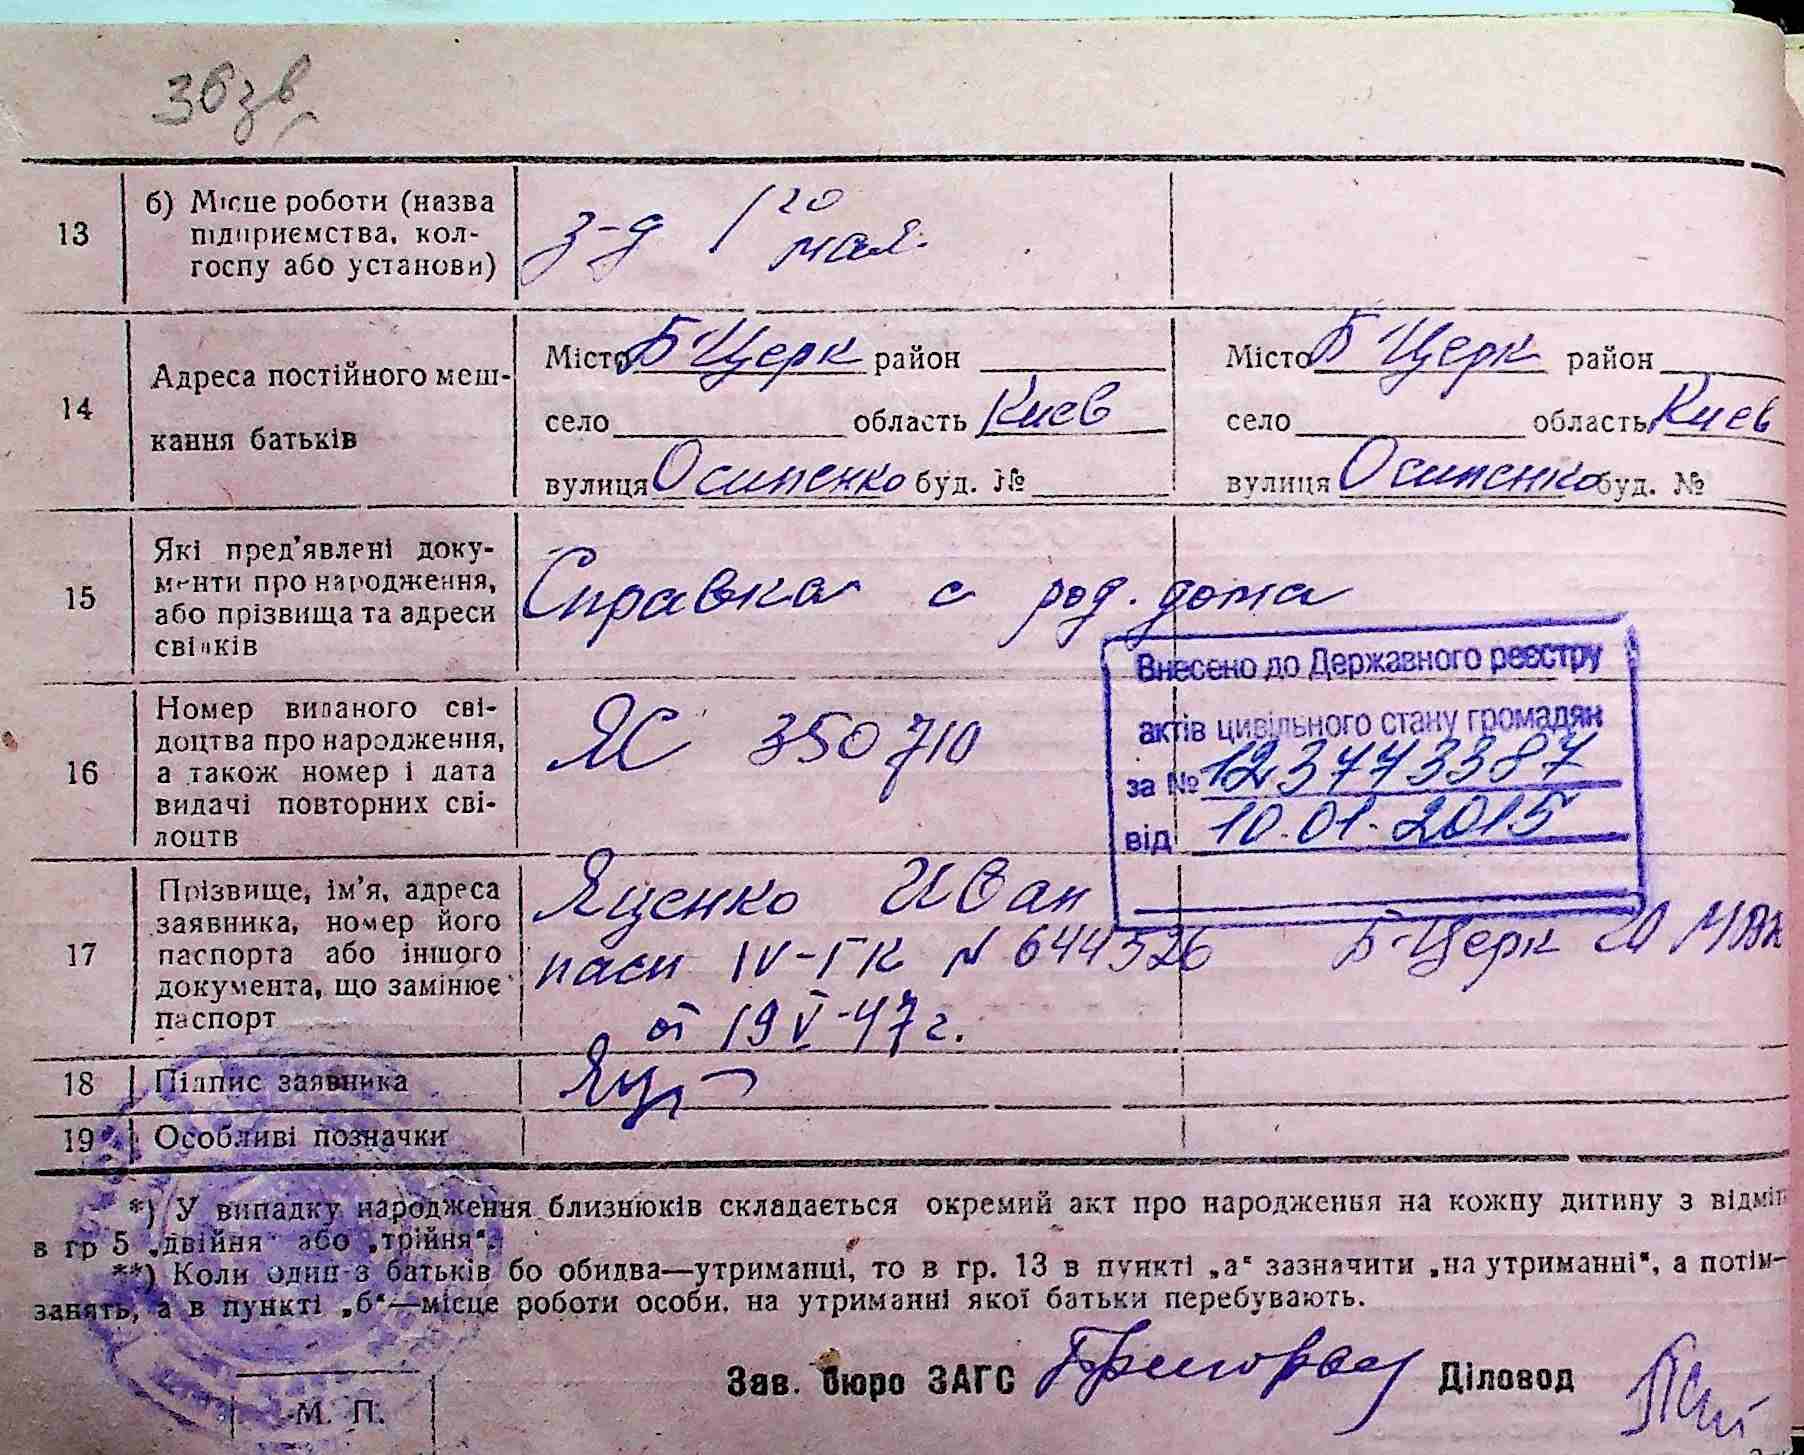 36 зв
13 б) Місце роботи (назва
підприємства, кол-
госпу або установи)
з-д 1го
мая.
14 Адреса постійного меш-
кання батьків
Місто Б Церк район
село область Киев
вулиця Осипенко буд. №
Місто Б Церк район
село область Киев
вулиця Осипенко буд. №
15 Які пред'явлені доку-
менти про народження,
або прізвища та адреси
свідків
Справка с род. дома
Внесено до Державного реєстру
актів цивільного стану громадян
за № 123773387
від 10.01.2015
16 Номер виданого сві-
доцтва про народження,
а також номер і дата
видачі повторних сві-
доцтв
ЯС 350710
17 Прізвище, ім'я, адреса
заявника, номер його
паспорта або іншого
документа, що замінює
паспорт
Яценко Иван
пасп IV-ГК N 644526 Б-Церк ГО МВД
от 19 V-47 г.
18 Підпис заявника
Яц
19 Особливі позначки
*) У випадку народження близнюків складається окремий акт про народження на кожну дитину з відміт
в гр 5 „двійня" або „трійня".
**) Коли один з батьків бо обидва—утриманці, то в гр. 13 в пункті „а" зазначити „на утриманні", а потім-
занять, а в пункті „б"—місце роботи особи, на утриманні якої батьки перебувають.
Зав. бюро ЗАГС Діловод
М. П.